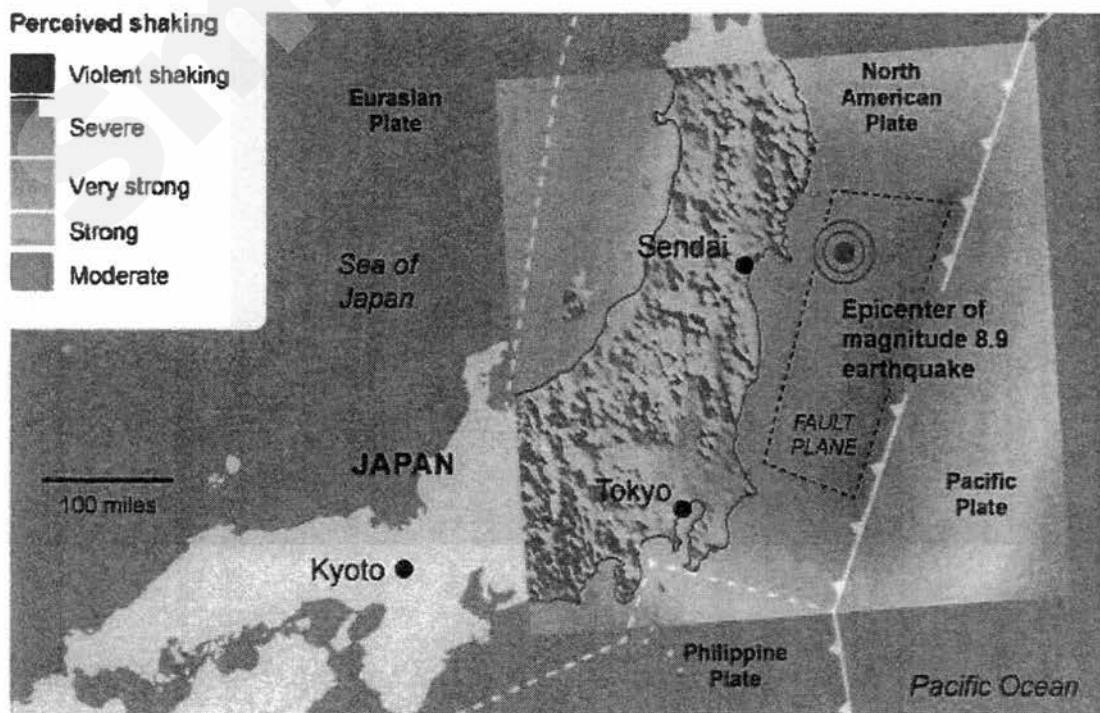 Perceived shaking
Violent shaking
Severe
Very strong
Strong
Moderate
Eurasian
Plate
North
American
Plate
Sea of
Japan
Sendai
Epicenter of
magnitude 8.9
earthquake
FAULT
PLANE
JAPAN
100 miles
Tokyo
Pacific
Plate
Kyoto
Philippine
Plate
Pacific Ocean